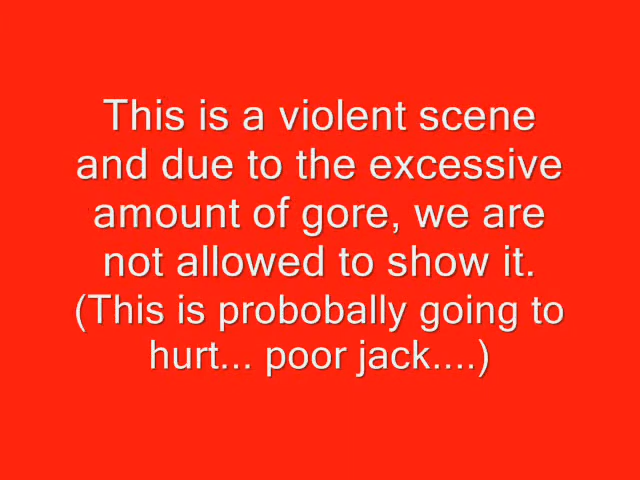 This is a violent scene
and due to the excessive
amount of gore, we are
not allowed to show it.
(This is probobally going to
hurt... poor jack....)